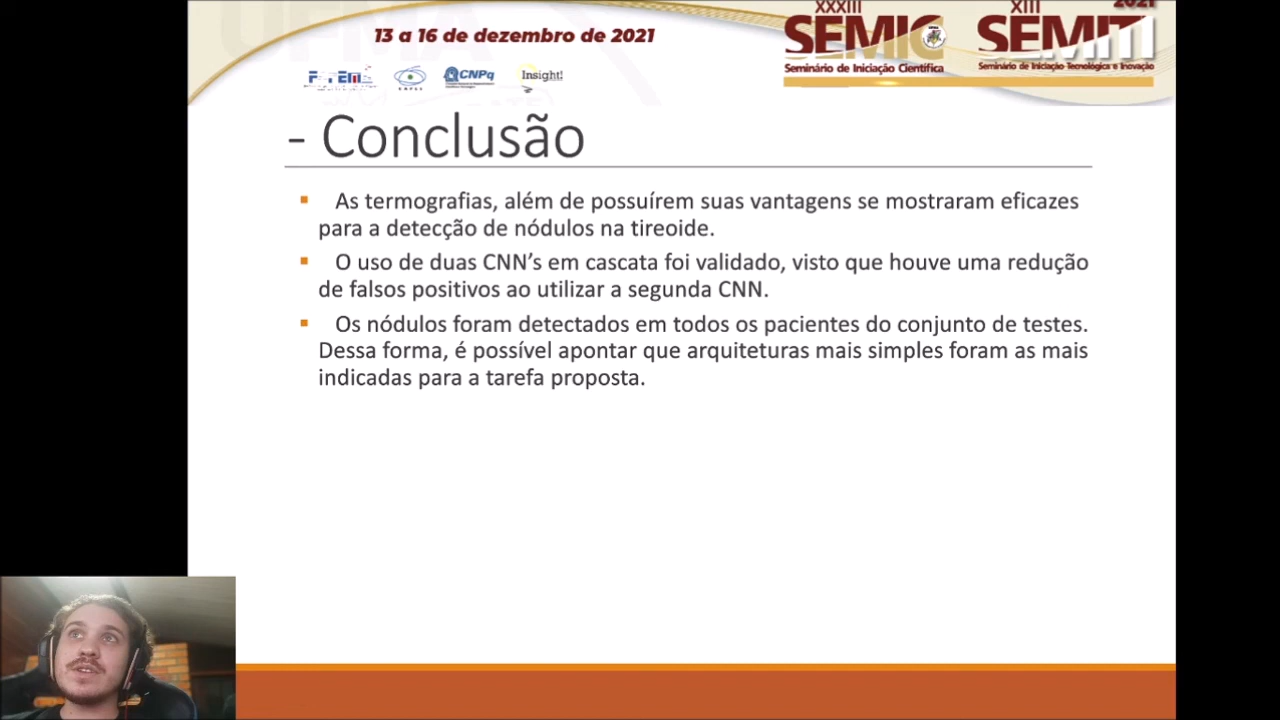 2021
XXXIII
XIII
13 a 16 de dezembro de 2021
SEMIC
SEMITI
Seminário de Iniciação Científica
Seminário de Iniciação Tecnológica e Inovação
CNPq
Insight!
- Conclusão
As termografias, além de possuírem suas vantagens se mostraram eficazes
para a detecção de nódulos na tireoide.
O uso de duas CNN’s em cascata foi validado, visto que houve uma redução
de falsos positivos ao utilizar a segunda CNN.
Os nódulos foram detectados em todos os pacientes do conjunto de testes.
Dessa forma, é possível apontar que arquiteturas mais simples foram as mais
indicadas para a tarefa proposta.